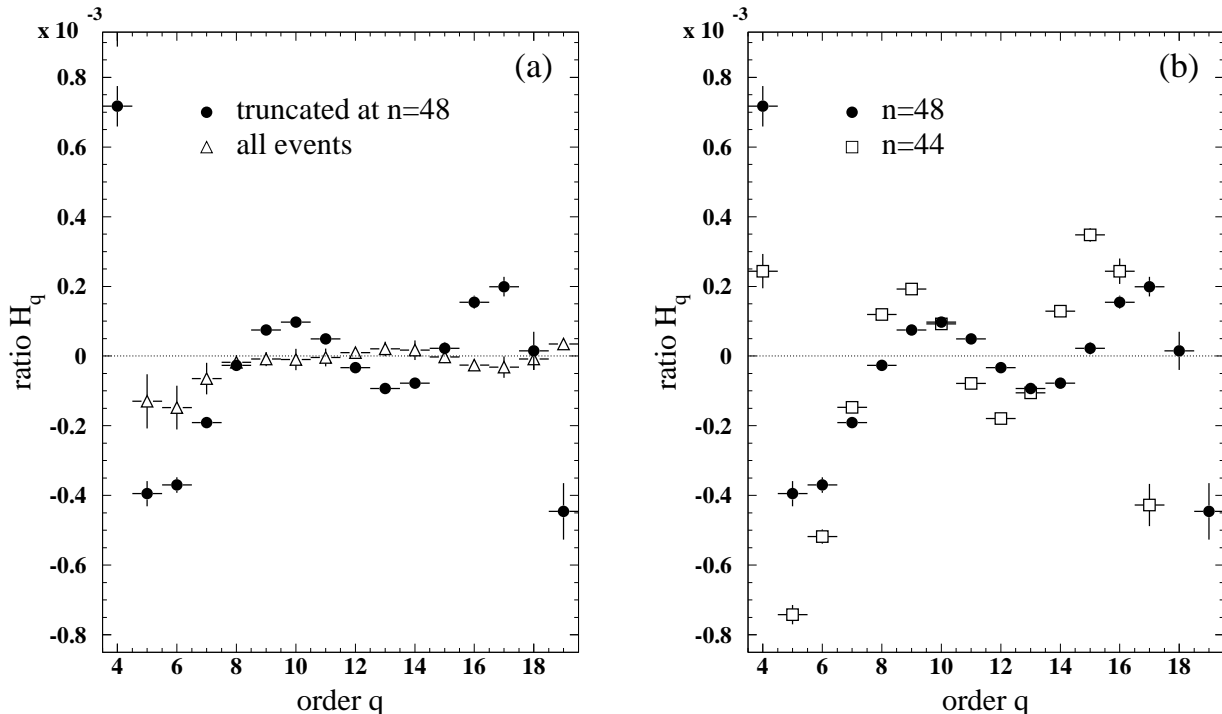 x 10 -3
(a)
truncated at n=48
all events
ratio Hq
0.8
0.6
0.4
0.2
0
-0.2
-0.4
-0.6
-0.8
4 6 8 10 12 14 16 18
order q
x 10 -3
(b)
n=48
n=44
ratio Hq
0.8
0.6
0.4
0.2
0
-0.2
-0.4
-0.6
-0.8
4 6 8 10 12 14 16 18
order q